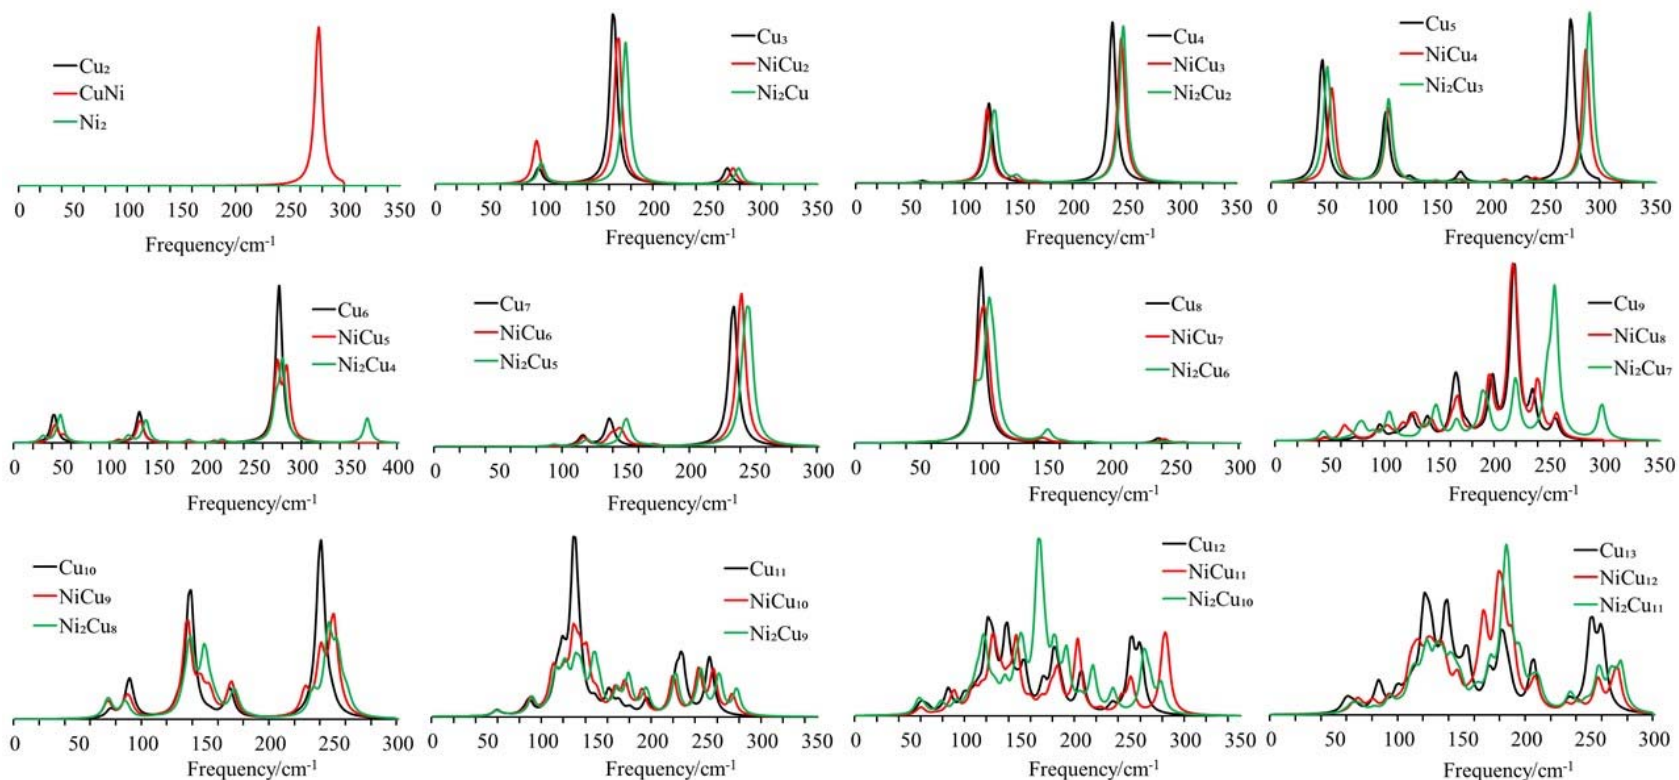 Cu₂
CuNi
Ni₂
0 50 100 150 200 250 300 350
Frequency/cm⁻¹
Cu₃
NiCu₂
Ni₂Cu
0 50 100 150 200 250 300 350
Frequency/cm⁻¹
Cu₄
NiCu₃
Ni₂Cu₂
0 50 100 150 200 250 300 350
Frequency/cm⁻¹
Cu₅
NiCu₄
Ni₂Cu₃
0 50 100 150 200 250 300 350
Frequency/cm⁻¹
Cu₆
NiCu₅
Ni₂Cu₄
0 50 100 150 200 250 300 350 400
Frequency/cm⁻¹
Cu₇
NiCu₆
Ni₂Cu₅
0 50 100 150 200 250 300
Frequency/cm⁻¹
Cu₈
NiCu₇
Ni₂Cu₆
0 50 100 150 200 250 300
Frequency/cm⁻¹
Cu₉
NiCu₈
Ni₂Cu₇
0 50 100 150 200 250 300 350
Frequency/cm⁻¹
Cu₁₀
NiCu₉
Ni₂Cu₈
0 50 100 150 200 250 300
Frequency/cm⁻¹
Cu₁₁
NiCu₁₀
Ni₂Cu₉
0 50 100 150 200 250 300 350
Frequency/cm⁻¹
Cu₁₂
NiCu₁₁
Ni₂Cu₁₀
0 50 100 150 200 250 300 350
Frequency/cm⁻¹
Cu₁₃
NiCu₁₂
Ni₂Cu₁₁
0 50 100 150 200 250 300
Frequency/cm⁻¹